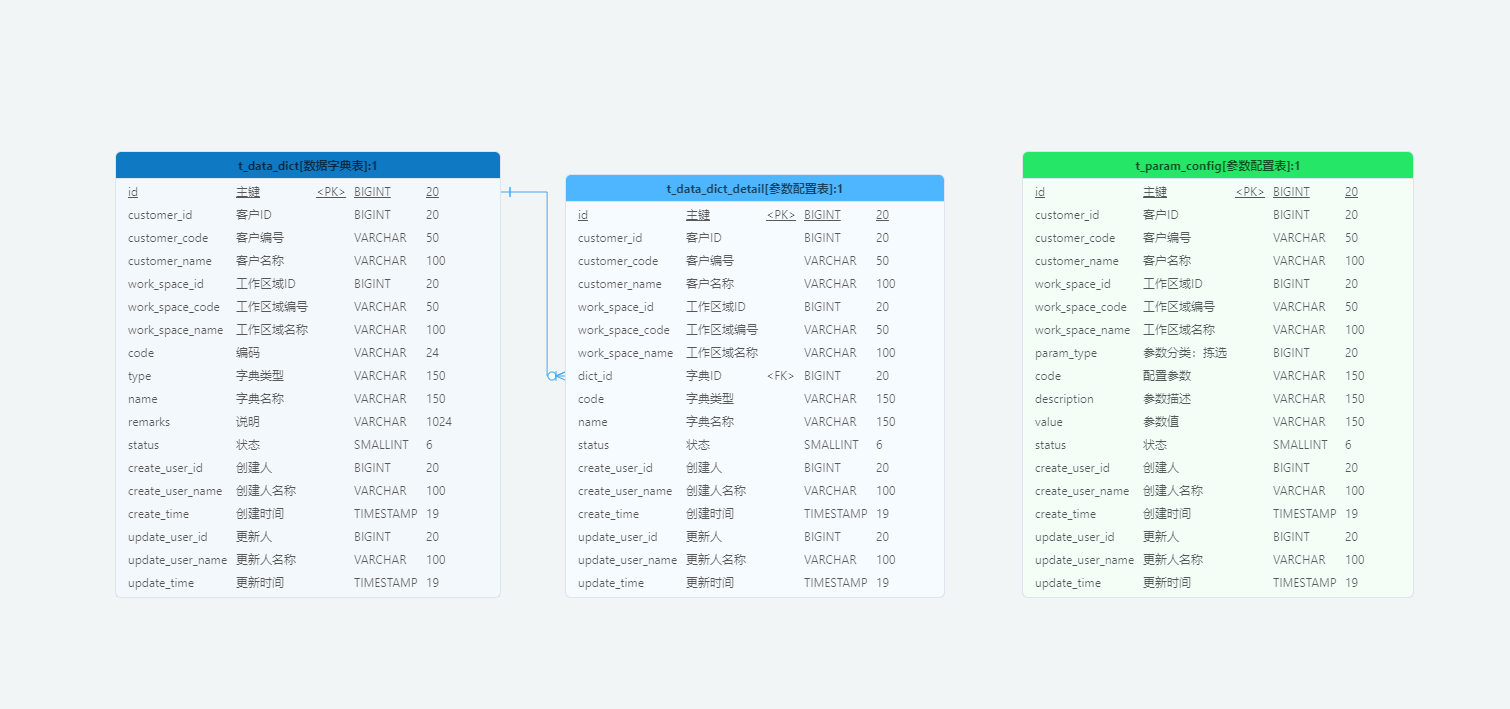 t_data_dict[数据字典表]:1
id 主键 <PK> BIGINT 20
customer_id 客户ID BIGINT 20
customer_code 客户编号 VARCHAR 50
customer_name 客户名称 VARCHAR 100
work_space_id 工作区域ID BIGINT 20
work_space_code 工作区域编号 VARCHAR 50
work_space_name 工作区域名称 VARCHAR 100
code 编码 VARCHAR 24
type 字典类型 VARCHAR 150
name 字典名称 VARCHAR 150
remarks 说明 VARCHAR 1024
status 状态 SMALLINT 6
create_user_id 创建人 BIGINT 20
create_user_name 创建人名称 VARCHAR 100
create_time 创建时间 TIMESTAMP 19
update_user_id 更新人 BIGINT 20
update_user_name 更新人名称 VARCHAR 100
update_time 更新时间 TIMESTAMP 19
t_data_dict_detail[参数配置表]:1
id 主键 <PK> BIGINT 20
customer_id 客户ID BIGINT 20
customer_code 客户编号 VARCHAR 50
customer_name 客户名称 VARCHAR 100
work_space_id 工作区域ID BIGINT 20
work_space_code 工作区域编号 VARCHAR 50
work_space_name 工作区域名称 VARCHAR 100
dict_id 字典ID <FK> BIGINT 20
code 字典类型 VARCHAR 150
name 字典名称 VARCHAR 150
status 状态 SMALLINT 6
create_user_id 创建人 BIGINT 20
create_user_name 创建人名称 VARCHAR 100
create_time 创建时间 TIMESTAMP 19
update_user_id 更新人 BIGINT 20
update_user_name 更新人名称 VARCHAR 100
update_time 更新时间 TIMESTAMP 19
t_param_config[参数配置表]:1
id 主键 <PK> BIGINT 20
customer_id 客户ID BIGINT 20
customer_code 客户编号 VARCHAR 50
customer_name 客户名称 VARCHAR 100
work_space_id 工作区域ID BIGINT 20
work_space_code 工作区域编号 VARCHAR 50
work_space_name 工作区域名称 VARCHAR 100
param_type 参数分类：拣选 BIGINT 20
code 配置参数 VARCHAR 150
description 参数描述 VARCHAR 150
value 参数值 VARCHAR 150
status 状态 SMALLINT 6
create_user_id 创建人 BIGINT 20
create_user_name 创建人名称 VARCHAR 100
create_time 创建时间 TIMESTAMP 19
update_user_id 更新人 BIGINT 20
update_user_name 更新人名称 VARCHAR 100
update_time 更新时间 TIMESTAMP 19